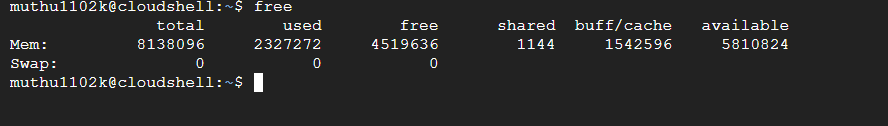 muthu1102k@cloudshell:~$ free
total used free shared buff/cache available
Mem: 8138096 2327272 4519636 1144 1542596 5810824
Swap: 0 0 0
muthu1102k@cloudshell:~$